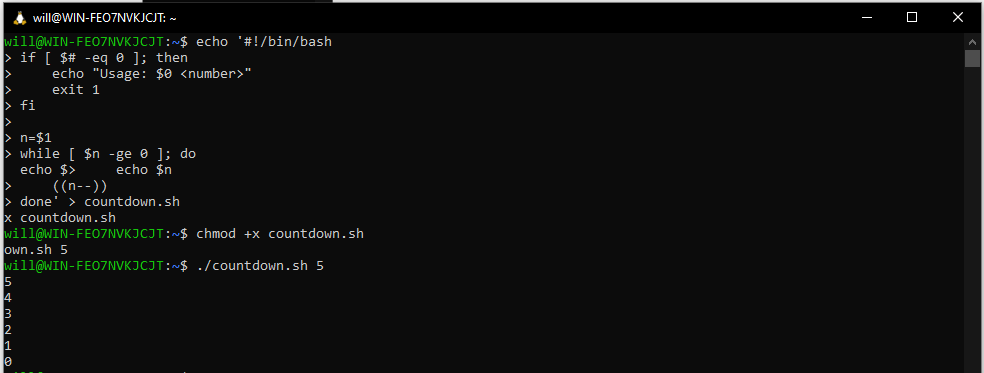 will@WIN-FEO7NVKJCJT: ~
will@WIN-FEO7NVKJCJT:~$ echo '#!/bin/bash
> if [ $# -eq 0 ]; then
>     echo "Usage: $0 <number>"
>     exit 1
> fi
>
> n=$1
> while [ $n -ge 0 ]; do
  echo $>     echo $n
>     ((n--))
> done' > countdown.sh
x countdown.sh
will@WIN-FEO7NVKJCJT:~$ chmod +x countdown.sh
own.sh 5
will@WIN-FEO7NVKJCJT:~$ ./countdown.sh 5
5
4
3
2
1
0